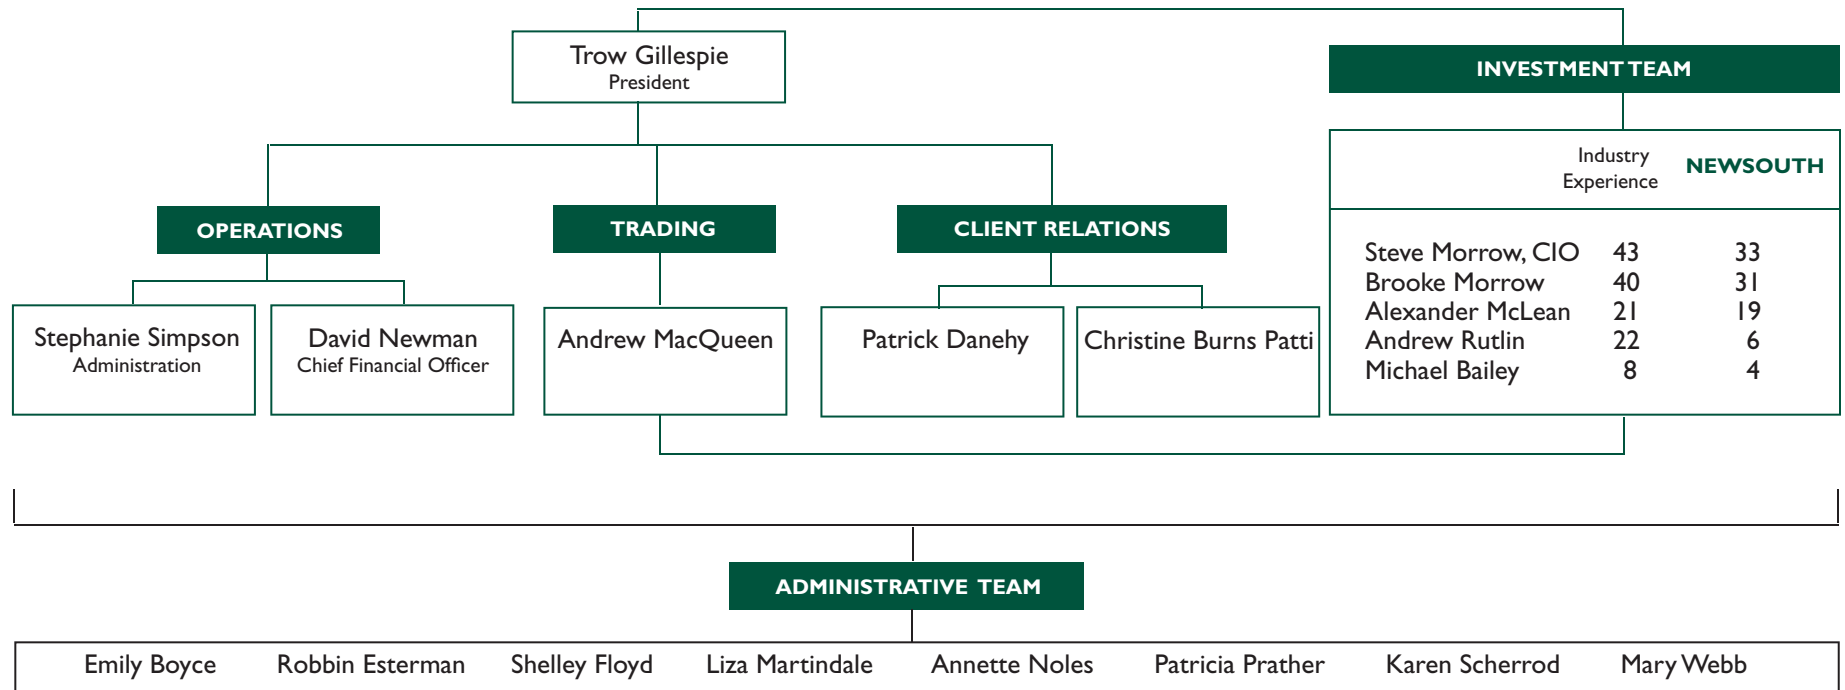 Trow Gillespie
President
INVESTMENT TEAM
Industry
Experience
NEWSOUTH
Steve Morrow, CIO 43 33
Brooke Morrow 40 31
Alexander McLean 21 19
Andrew Rutlin 22 6
Michael Bailey 8 4
OPERATIONS
TRADING
CLIENT RELATIONS
Stephanie Simpson
Administration
David Newman
Chief Financial Officer
Andrew MacQueen
Patrick Danehy
Christine Burns Patti
ADMINISTRATIVE TEAM
Emily Boyce Robbin Esterman Shelley Floyd Liza Martindale Annette Noles Patricia Prather Karen Scherrod Mary Webb